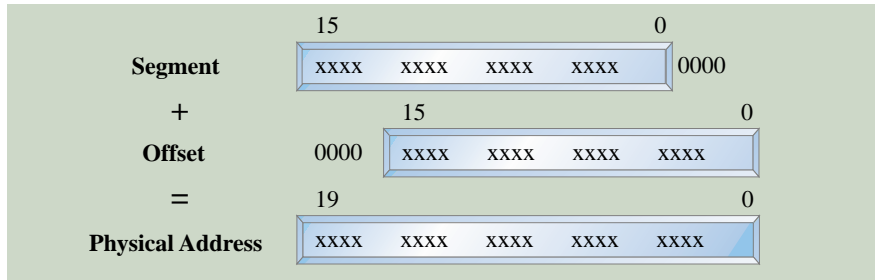 15 0
Segment xxxx xxxx xxxx xxxx 0000
+ 15 0
Offset 0000 xxxx xxxx xxxx xxxx
= 19 0
Physical Address xxxx xxxx xxxx xxxx xxxx